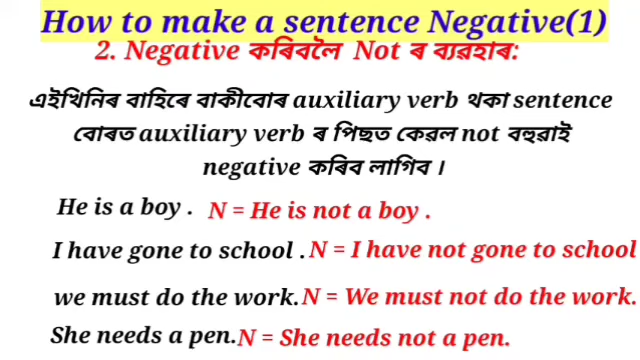 How to make a sentence Negative(1)
2. Negative কৰিবলৈ Not ৰ ব্যৱহাৰ:
এইখিনিৰ বাহিৰে বাকীবোৰ auxiliary verb থকা sentence
বোৰত auxiliary verb ৰ পিছত কেৱল not বহুৱাই
negative কৰিব লাগিব ।
He is a boy . N = He is not a boy .
I have gone to school . N = I have not gone to school
we must do the work. N = We must not do the work.
She needs a pen. N = She needs not a pen.